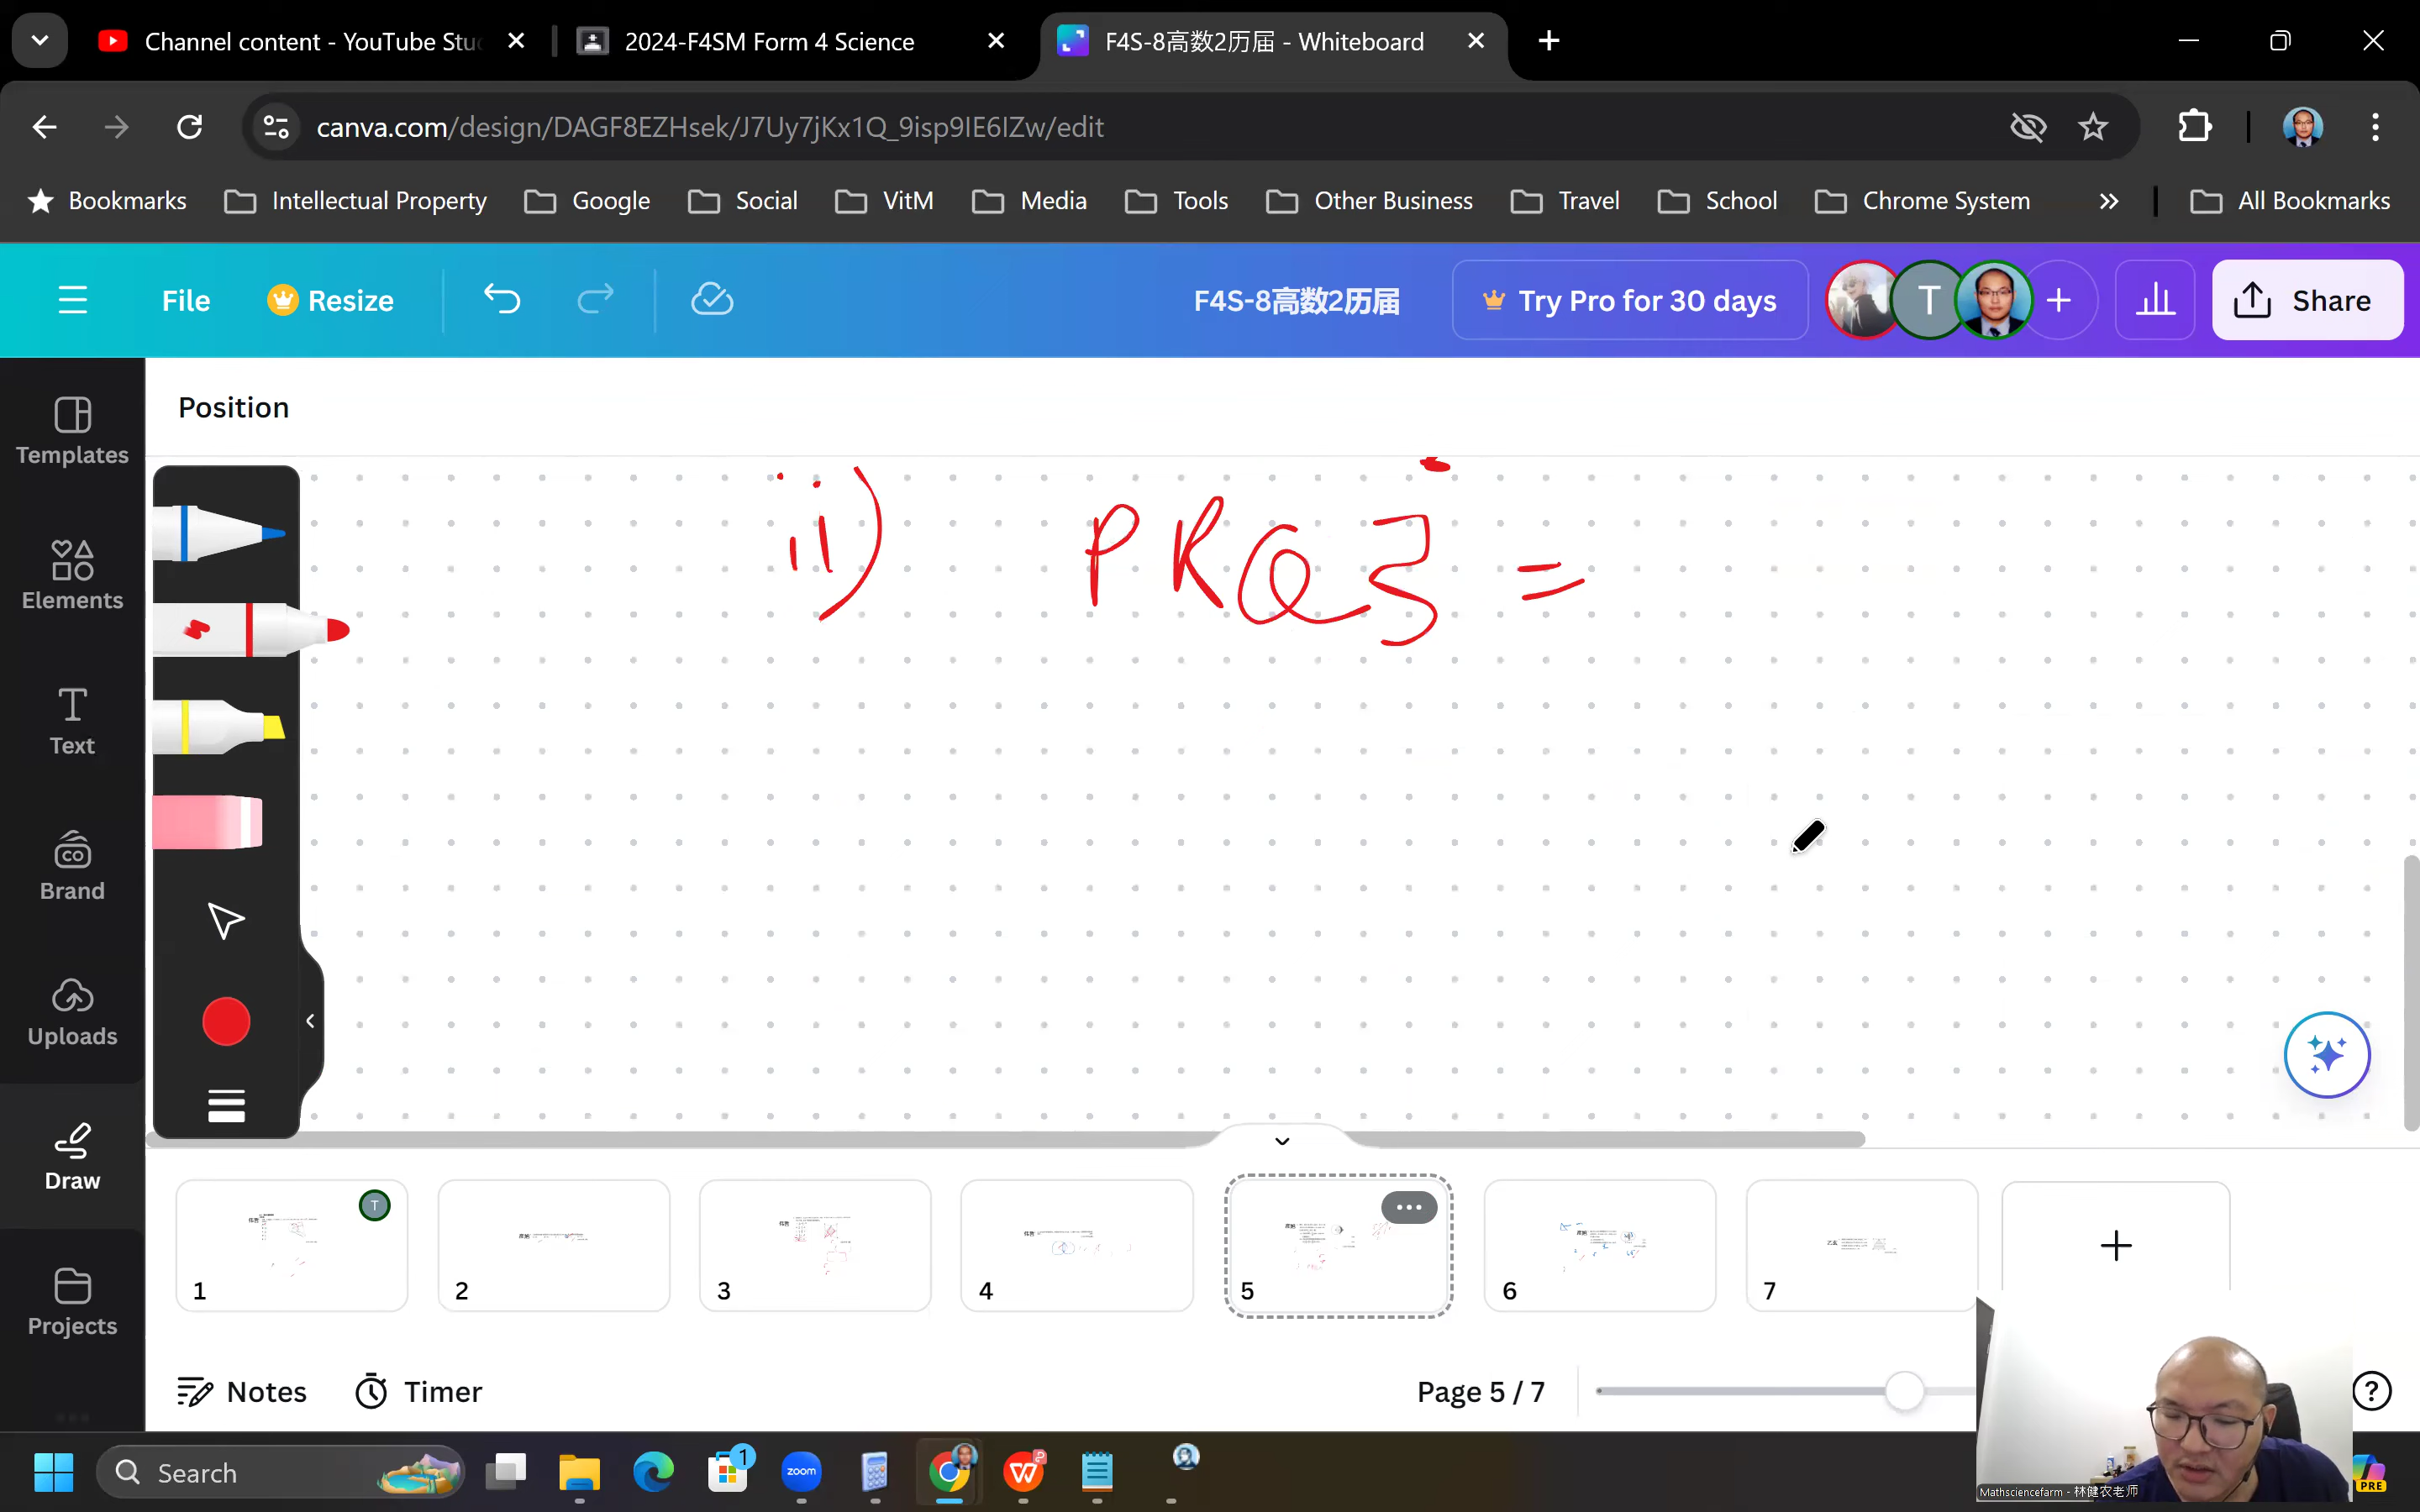 Channel content - YouTube Stu
2024-F4SM Form 4 Science
F4S-8高数2历届 - Whiteboard
canva.com/design/DAGF8EZHsek/J7Uy7jKx1Q_9isp9IE6IZw/edit
Bookmarks Intellectual Property Google Social VitM Media Tools Other Business Travel School Chrome System All Bookmarks
File Resize F4S-8高数2历届 Try Pro for 30 days T Share
Position
Templates
Elements
Text
Brand
Uploads
Draw
Projects
ii) PRQ3 =
T
1 2 3 4 5 6 7
Notes Timer Page 5 / 7
Search
1
zoom
PRE
Mathsciencefarm - 林健农老师